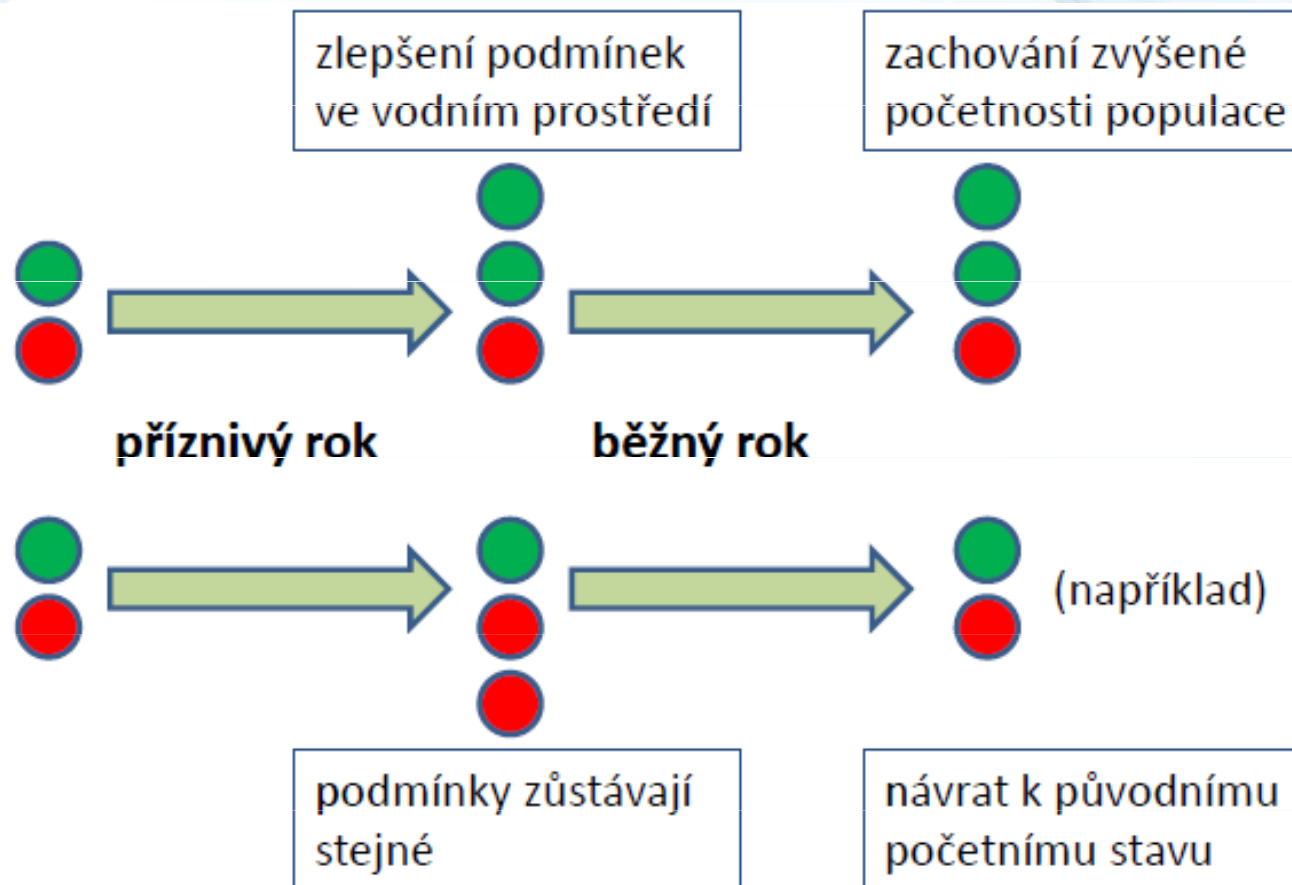 zlepšení podmínek
ve vodním prostředí
zachování zvýšené
početnosti populace
příznivý rok
běžný rok
(například)
podmínky zůstávají
stejné
návrat k původnímu
početnímu stavu